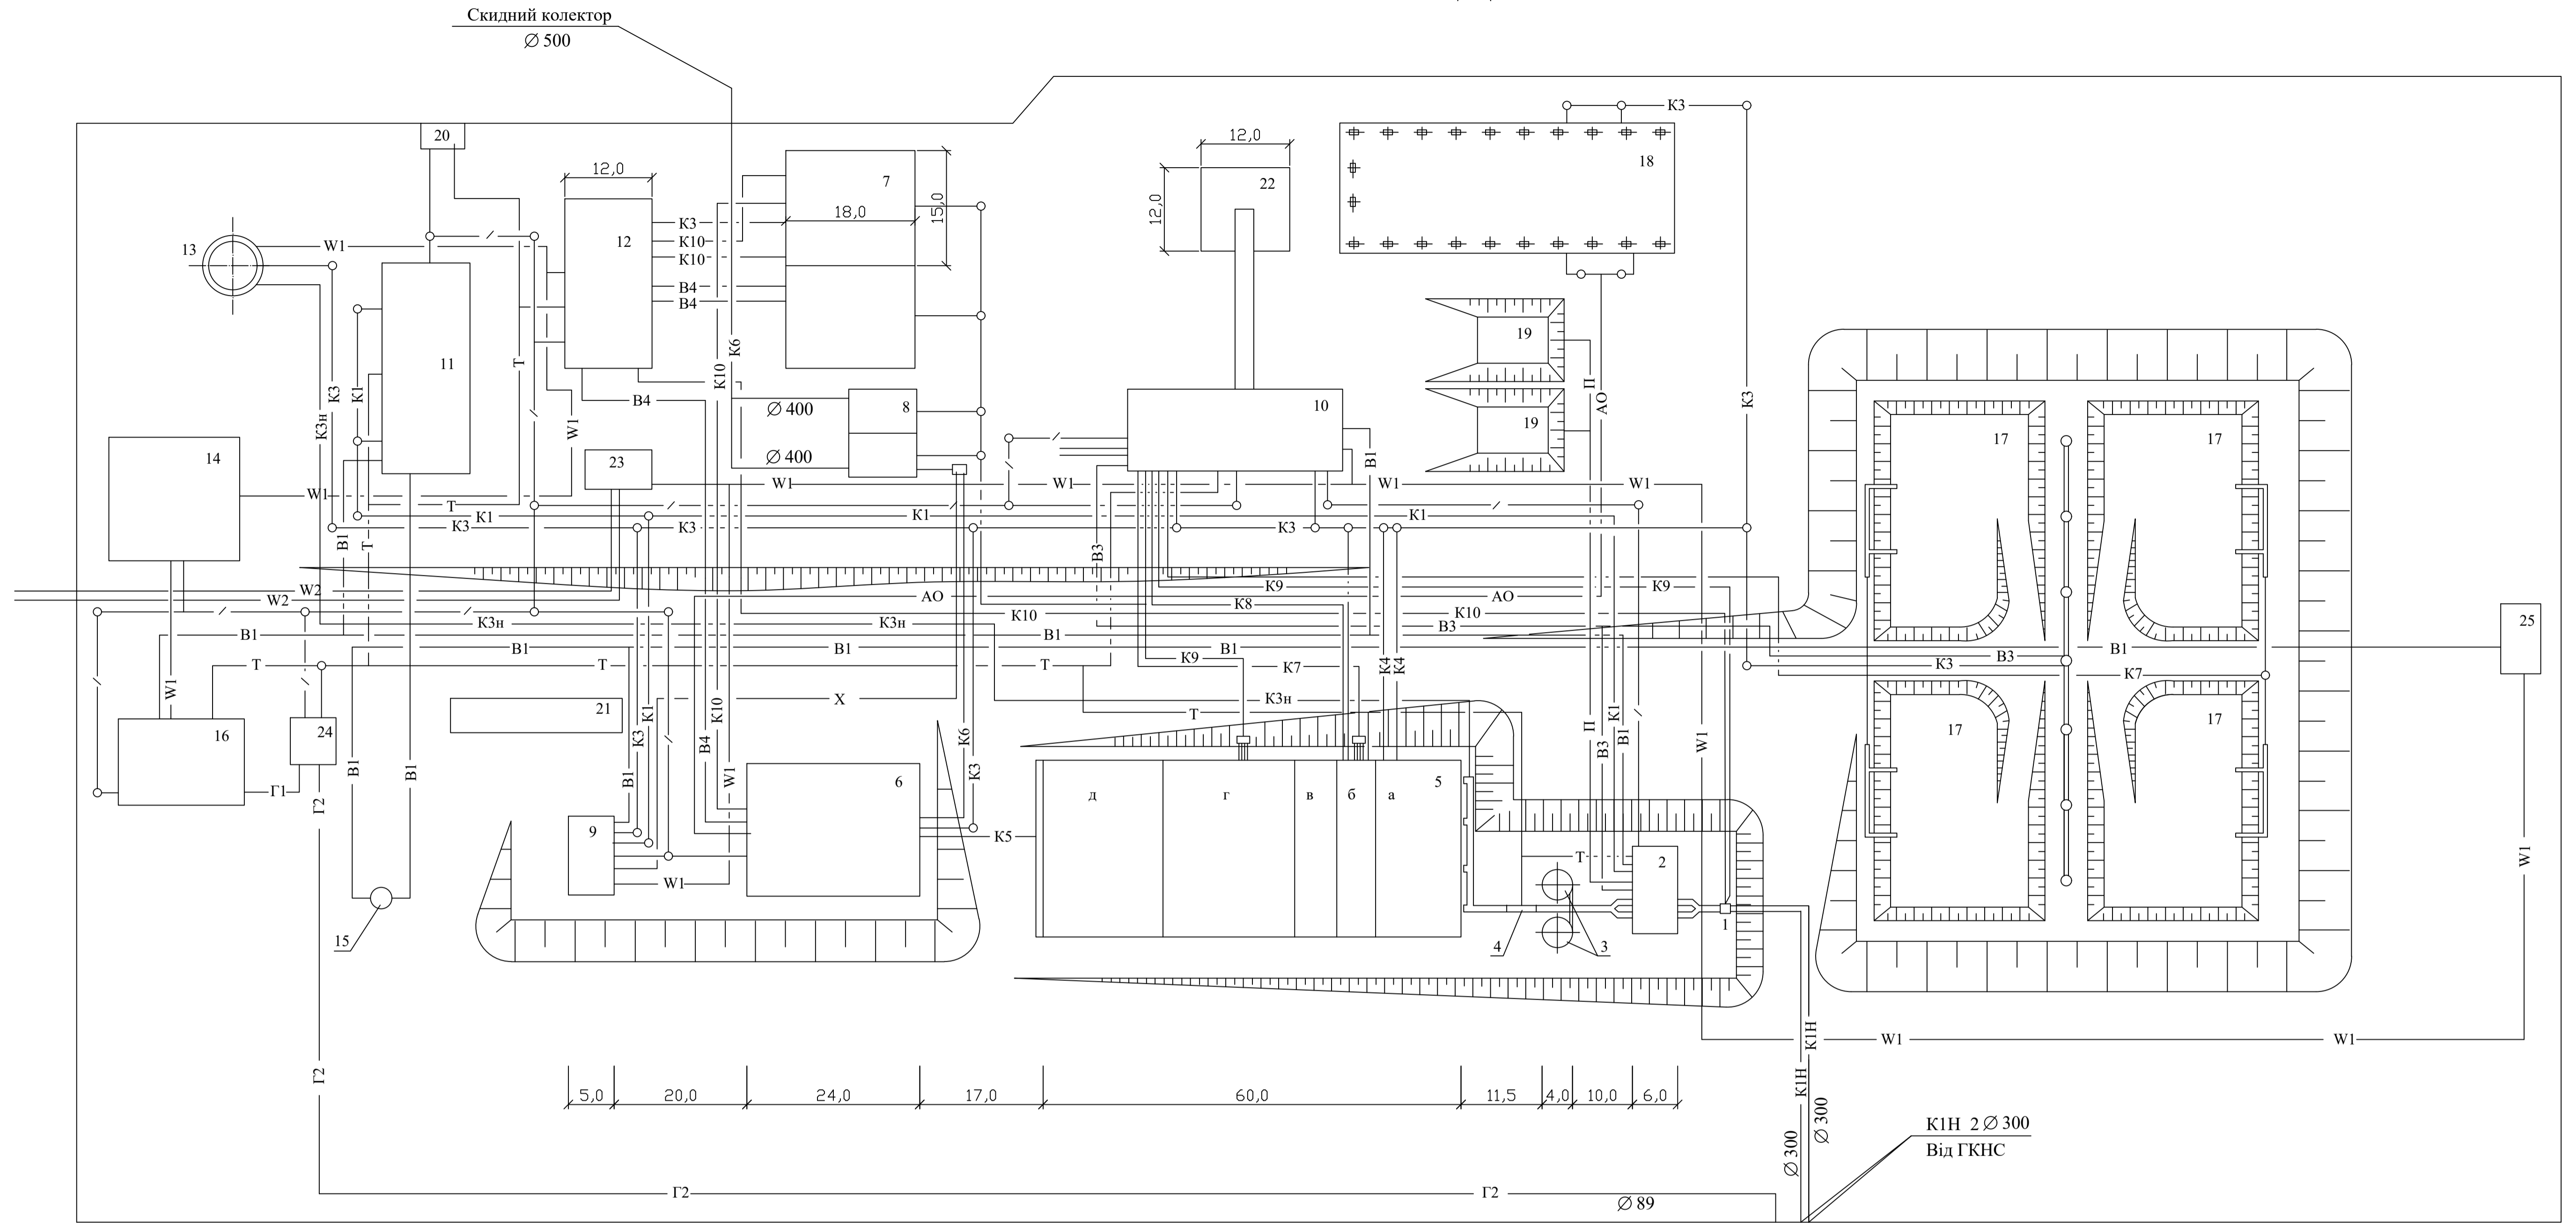 Скидний колектор
∅ 500
К3
20
12,0
7
15,0
18,0
12
К3
К10
К10
В4
В4
13
W1
12,0
12,0
22
18
11
К1
К3
К3н
Т
W1
К10
К6
В4
∅ 400
∅ 400
8
10
В1
19
19
П
АО
К3
17
17
14
W1
23
W1
W1
W1
W1
Т
К1
К1
К1
К3
К3
К3
В1
Т
В3
W2
W2
К9
К9
АО
АО
К8
К10
К10
К3н
К3н
В3
В1
В1
В1
В1
В1
В1
25
Т
Т
Т
К9
К7
К4
К4
В3
К3
К7
W1
21
Х
К3н
Т
17
17
16
24
В1
В1
К3
К1
В4
К10
W1
К6
К3
П
В3
К1
В1
W1
Г1
Г2
В1
9
6
К5
д
г
в
б
а
5
Т
2
W1
15
4
3
1
W1
Г2
W1
W1
К1Н
К1Н
5,0
20,0
24,0
17,0
60,0
11,5
4,0
10,0
6,0
∅ 300
∅ 300
К1Н 2 ∅ 300
Від ГКНС
Г2
Г2
∅ 89